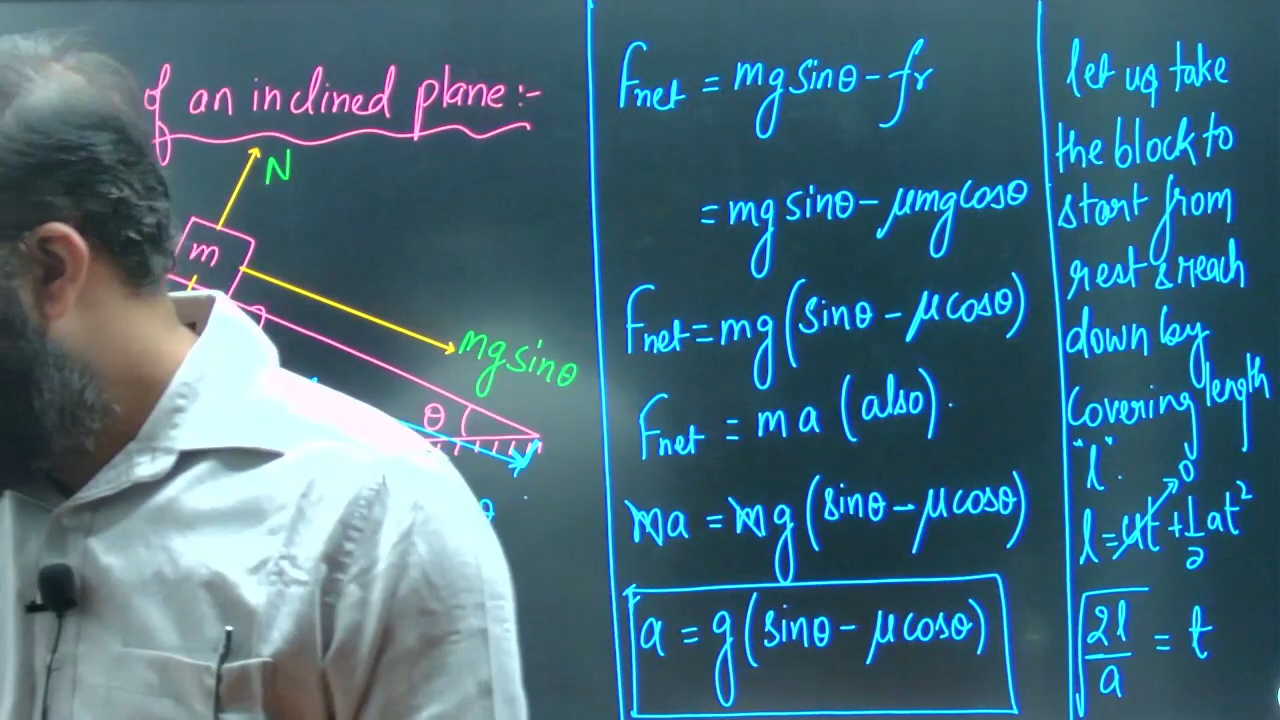 of an inclined plane:-
N
m
mg sinθ
θ
θ
Fnet = mg sinθ - fr
= mg sinθ - μmg cosθ
Fnet = mg(sinθ - μ cosθ)
Fnet = ma (also).
ma = mg(sinθ - μ cosθ)
a = g(sinθ - μ cosθ)
let us take
the block to
start from
rest & reach
down by
covering length
"l".
l = ut + 1/2 at² → 0
√(2l/a) = t